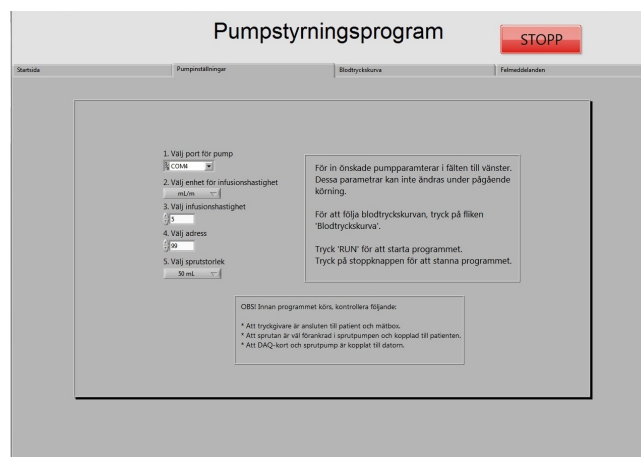 Pumpstyrningsprogram
STOPP
Startsida
Pumpinställningar
Blodtryckskurva
Felmeddelanden
1. Välj port för pump
COM4
2. Välj enhet för infusionshastighet
mL/m
3. Välj infusionshastighet
5
4. Välj adress
99
5. Välj sprutstorlek
50 mL
För in önskade pumpparamterar i fälten till vänster.
Dessa parametrar kan inte ändras under pågående
körning.
För att följa blodtryckskurvan, tryck på fliken
'Blodtryckskurva'.
Tryck 'RUN' för att starta programmet.
Tryck på stoppknappen för att stanna programmet.
OBS! Innan programmet körs, kontrollera följande:
* Att tryckgivare är ansluten till patient och mätbox.
* Att sprutan är väl förankrad i sprutpumpen och kopplad till patienten.
* Att DAQ-kort och sprutpump är kopplat till datorn.